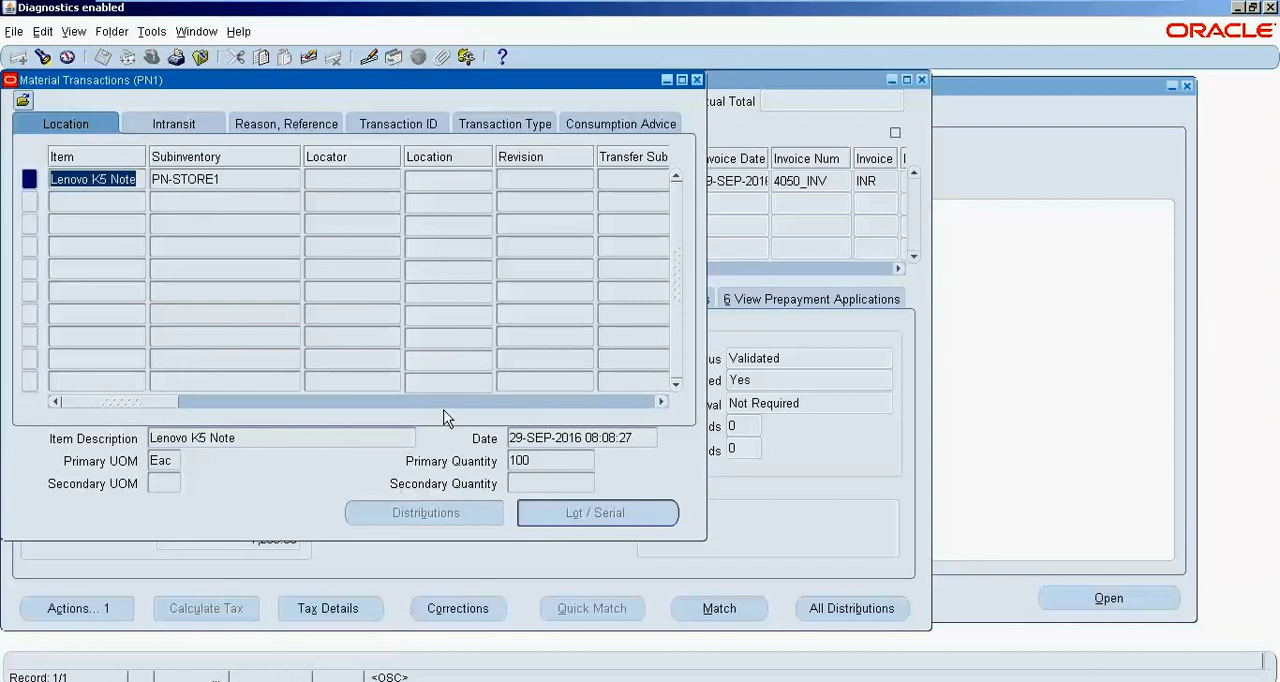 Diagnostics enabled
File Edit View Folder Tools Window Help
ORACLE
Material Transactions (PN1)
Location Intransit Reason, Reference Transaction ID Transaction Type Consumption Advice
Item Subinventory Locator Location Revision Transfer Sub
Lenovo K5 Note PN-STORE1
Item Description Lenovo K5 Note Date 29-SEP-2016 08:08:27
Primary UOM Eac Primary Quantity 100
Secondary UOM Secondary Quantity
Distributions Lot / Serial
tual Total
voice Date Invoice Num Invoice
9-SEP-2016 4050_INV INR
6 View Prepayment Applications
us Validated
ed Yes
val Not Required
ds 0
ds 0
Actions... 1 Calculate Tax Tax Details Corrections Quick Match Match All Distributions
Open
Record: 1/1 ... <OSC>